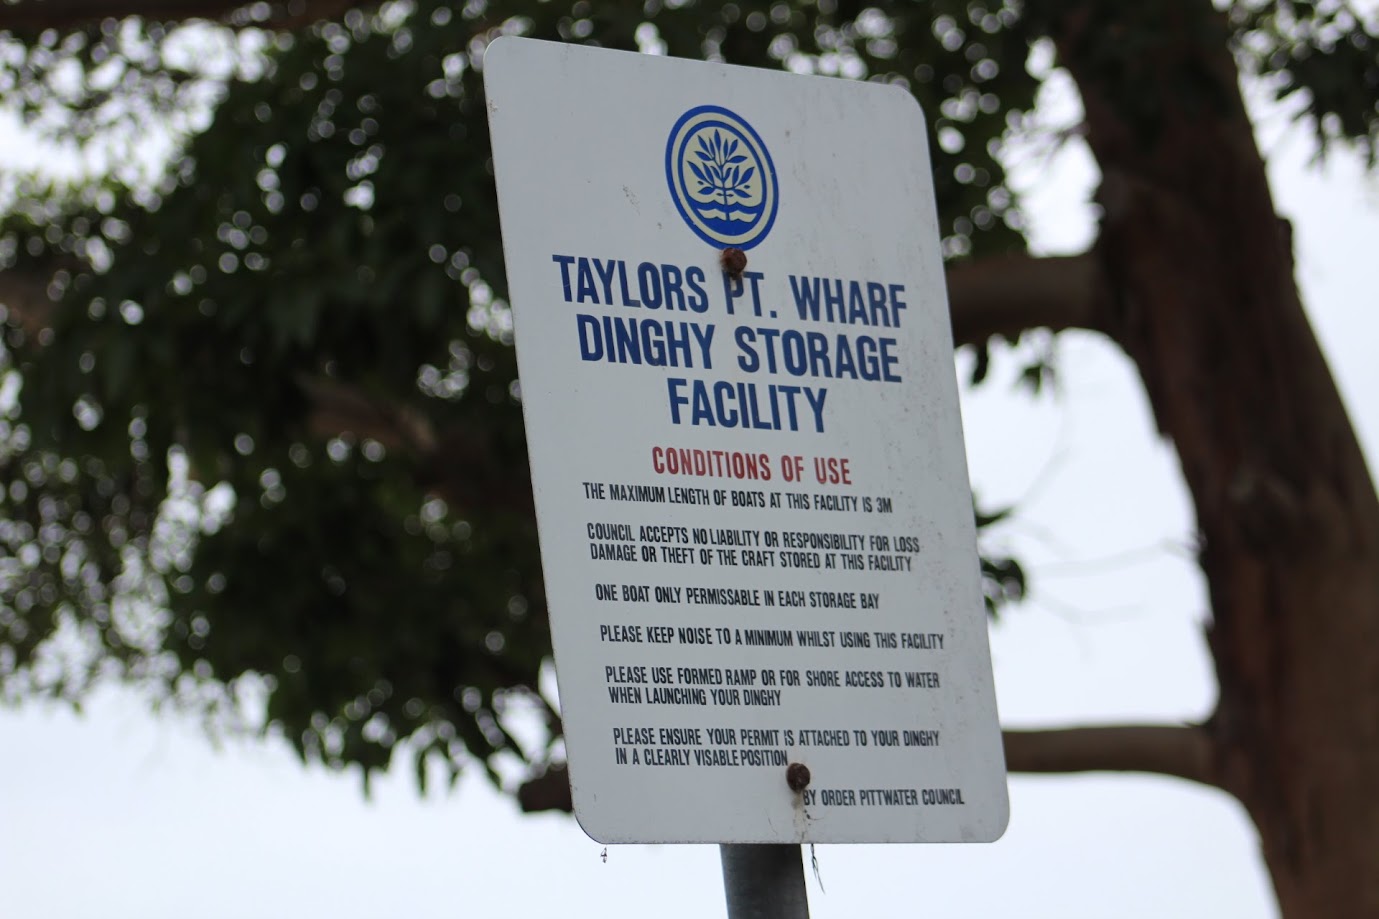 TAYLORS PT. WHARF
DINGHY STORAGE
FACILITY
CONDITIONS OF USE
THE MAXIMUM LENGTH OF BOATS AT THIS FACILITY IS 3M
COUNCIL ACCEPTS NO LIABILITY OR RESPONSIBILITY FOR LOSS
DAMAGE OR THEFT OF THE CRAFT STORED AT THIS FACILITY
ONE BOAT ONLY PERMISSABLE IN EACH STORAGE BAY
PLEASE KEEP NOISE TO A MINIMUM WHILST USING THIS FACILITY
PLEASE USE FORMED RAMP OR FOR SHORE ACCESS TO WATER
WHEN LAUNCHING YOUR DINGHY
PLEASE ENSURE YOUR PERMIT IS ATTACHED TO YOUR DINGHY
IN A CLEARLY VISABLE POSITION
BY ORDER PITTWATER COUNCIL